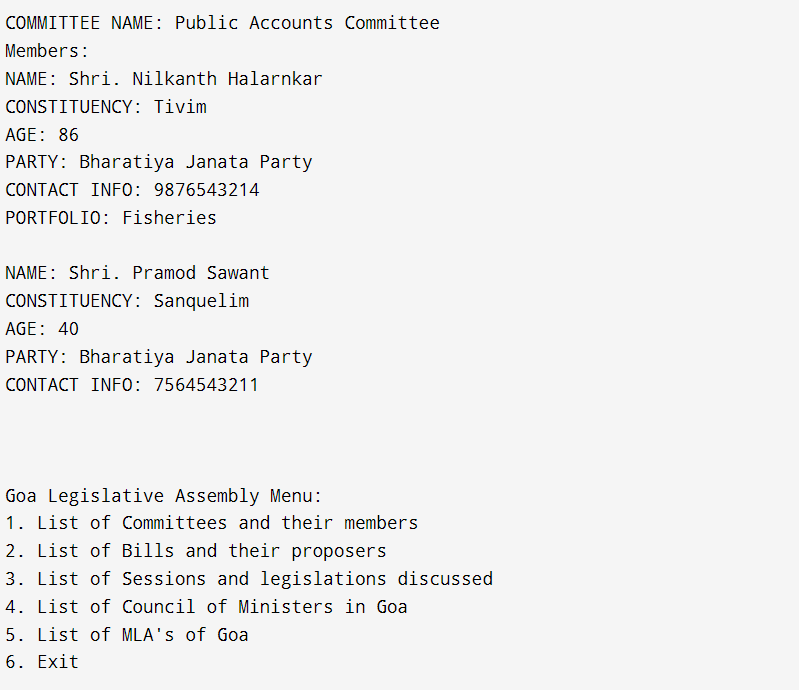 COMMITTEE NAME: Public Accounts Committee
Members:
NAME: Shri. Nilkanth Halarnkar
CONSTITUENCY: Tivim
AGE: 86
PARTY: Bharatiya Janata Party
CONTACT INFO: 9876543214
PORTFOLIO: Fisheries
NAME: Shri. Pramod Sawant
CONSTITUENCY: Sanquelim
AGE: 40
PARTY: Bharatiya Janata Party
CONTACT INFO: 7564543211
Goa Legislative Assembly Menu:
1. List of Committees and their members
2. List of Bills and their proposers
3. List of Sessions and legislations discussed
4. List of Council of Ministers in Goa
5. List of MLA's of Goa
6. Exit